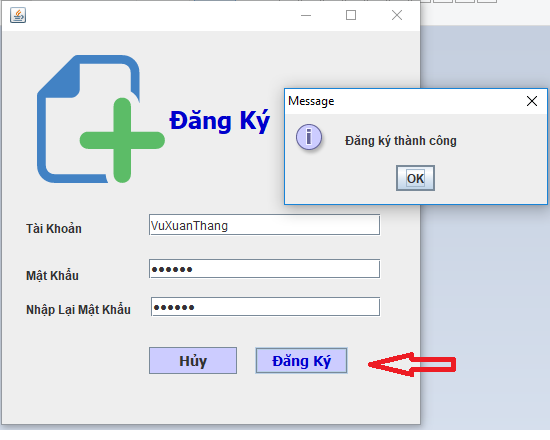 Đăng Ký
Message
Đăng ký thành công
OK
Tài Khoản
VuXuanThang
Mật Khẩu
••••••
Nhập Lại Mật Khẩu
••••••
Hủy
Đăng Ký